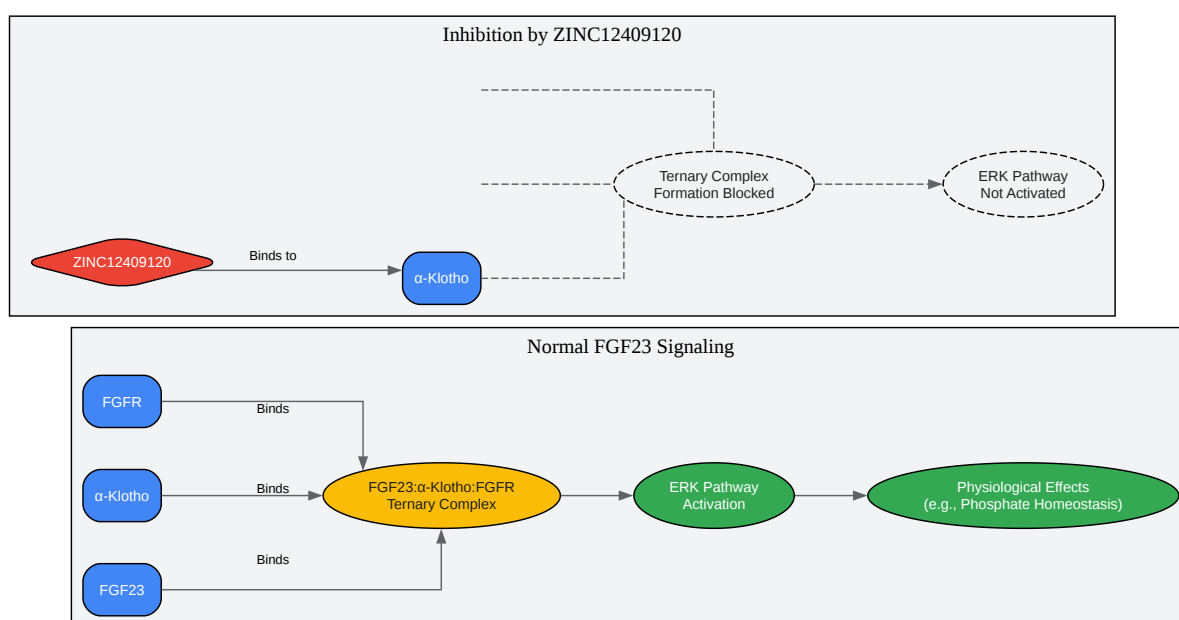 Inhibition by ZINC12409120
Ternary Complex
Formation Blocked
ERK Pathway
Not Activated
ZINC12409120
Binds to
α-Klotho
Normal FGF23 Signaling
FGFR
Binds
α-Klotho
Binds
FGF23:α-Klotho:FGFR
Ternary Complex
ERK Pathway
Activation
Physiological Effects
(e.g., Phosphate Homeostasis)
FGF23
Binds